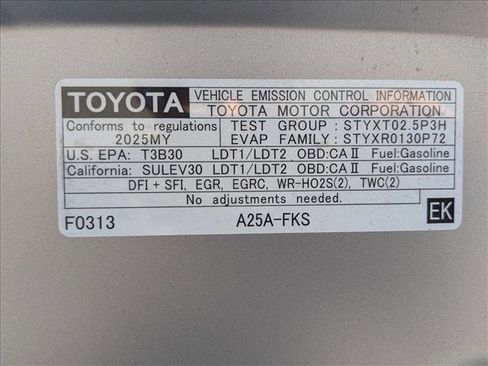 TOYOTA VEHICLE EMISSION CONTROL INFORMATION
TOYOTA MOTOR CORPORATION
Conforms to regulations TEST GROUP : STYXT02.5P3H
2025MY EVAP FAMILY : STYXR0130P72
U.S. EPA: T3B30 LDT1/LDT2 OBD:CAⅡ Fuel:Gasoline
California: SULEV30 LDT1/LDT2 OBD:CAⅡ Fuel:Gasoline
DFI + SFI, EGR, EGRC, WR-HO2S(2), TWC(2)
No adjustments needed.
F0313 A25A-FKS EK